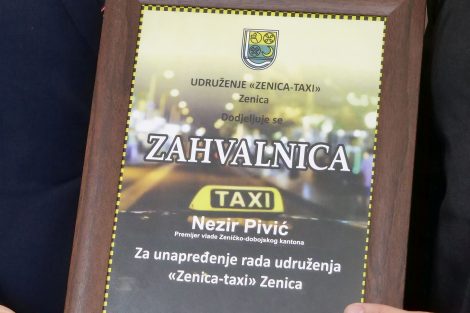 UDRUŽENJE «ZENICA-TAXI»
Zenica
Dodjeljuje se
ZAHVALNICA
TAXI
Nezir Pivić
Premijer vlade Zeničko-dobojskog kantona
Za unapređenje rada udruženja
«Zenica-taxi» Zenica